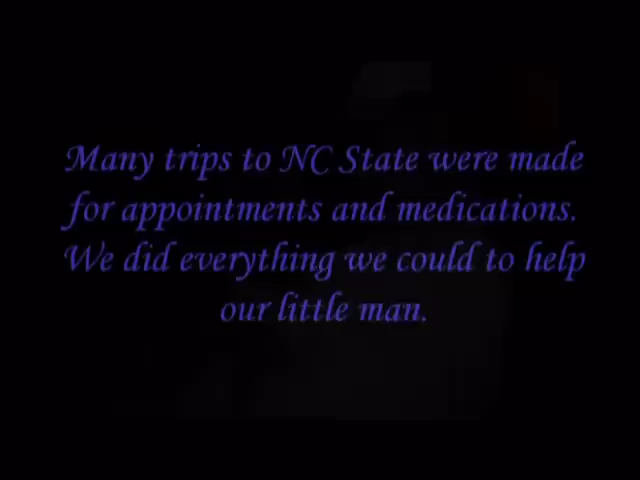 Many trips to NC State were made
for appointments and medications.
We did everything we could to help
our little man.